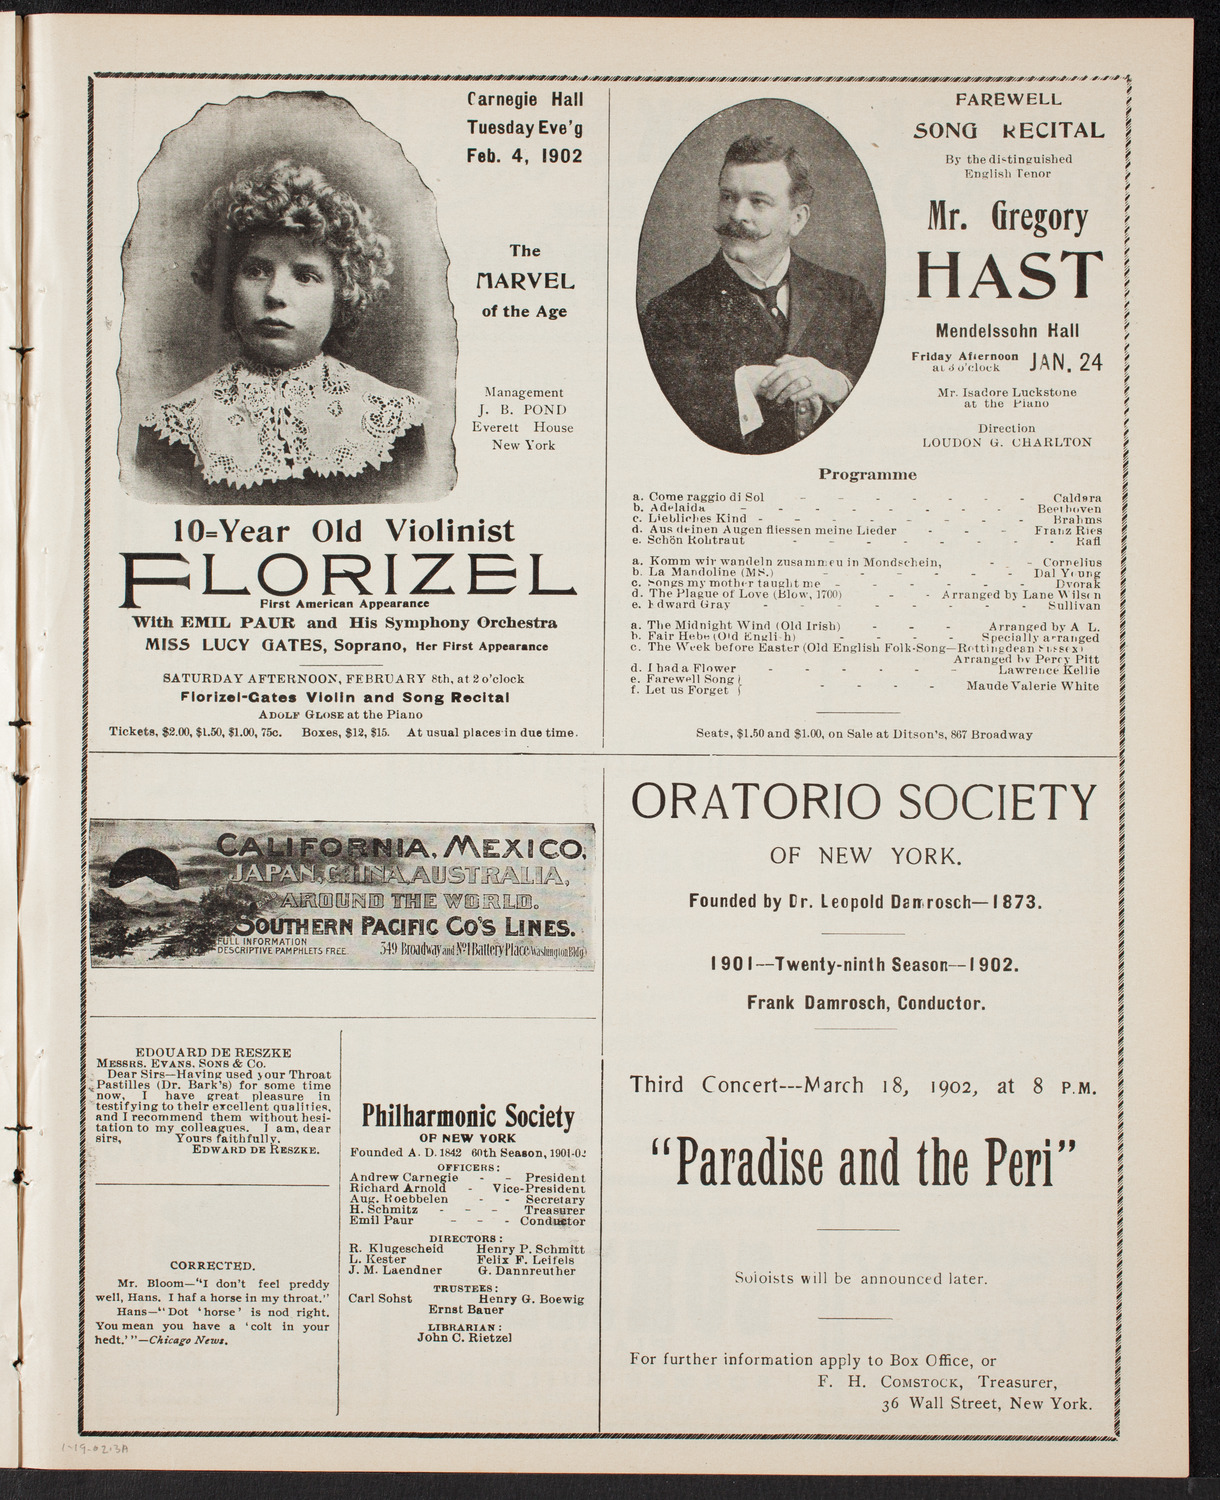 Carnegie Hall
Tuesday Eve'g
Feb. 4, 1902
The
MARVEL
of the Age
Management
J. B. POND
Everett House
New York
10=Year Old Violinist
FLORIZEL
First American Appearance
With EMIL PAUR and His Symphony Orchestra
MISS LUCY GATES, Soprano, Her First Appearance
SATURDAY AFTERNOON, FEBRUARY 8th, at 2 o'clock
Florizel-Gates Violin and Song Recital
ADOLF GLOSE at the Piano
Tickets, $2.00, $1.50, $1.00, 75c. Boxes, $12, $15. At usual places in due time.
FAREWELL
SONG RECITAL
By the distinguished
English Tenor
Mr. Gregory
HAST
Mendelssohn Hall
Friday Afternoon
at 3 o'clock JAN. 24
Mr. Isadore Luckstone
at the Piano
Direction
LOUDON G. CHARLTON
Programme
a. Come raggio di Sol - - - - - - - Caldara
b. Adelaida - - - - - - - - Beethoven
c. Liebliches Kind - - - - - - - - Brahms
d. Aus deinen Augen fliessen meine Lieder - - - Franz Ries
e. Schön Rohtraut - - - - - - - Raff
a. Komm wir wandeln zusammen in Mondschein, - - Cornelius
b. La Mandoline (MS.) - - - - - - - Dal Young
c. Songs my mother taught me - - - - - - Dvorak
d. The Plague of Love (Blow, 1700) - - Arranged by Lane Wilson
e. Edward Gray - - - - - - - Sullivan
a. The Midnight Wind (Old Irish) - - - Arranged by A. L.
b. Fair Hebe (Old English) - - - - Specially arranged
c. The Week before Easter (Old English Folk-Song—Rottingdean Sussex)
Arranged by Percy Pitt
d. I had a Flower - - - - - - Lawrence Kellie
e. Farewell Song }
f. Let us Forget } - - - - Maude Valerie White
Seats, $1.50 and $1.00, on Sale at Ditson's, 867 Broadway
CALIFORNIA, MEXICO,
JAPAN, CHINA, AUSTRALIA,
AROUND THE WORLD.
SOUTHERN PACIFIC CO'S LINES.
FULL INFORMATION
DESCRIPTIVE PAMPHLETS FREE. 349 Broadway and No 1 Battery Place (Washington Bldg)
EDOUARD DE RESZKE
MESSRS. EVANS, SONS & CO.
Dear Sirs—Having used your Throat
Pastilles (Dr. Bark's) for some time
now, I have great pleasure in
testifying to their excellent qualities,
and I recommend them without hesi-
tation to my colleagues. I am, dear
sirs, Yours faithfully,
EDWARD DE RESZKE.
CORRECTED.
Mr. Bloom—"I don't feel preddy
well, Hans. I haf a horse in my throat."
Hans—"Dot 'horse' is nod right.
You mean you have a 'colt in your
hedt.'"—Chicago News.
Philharmonic Society
OF NEW YORK
Founded A. D. 1842 60th Season, 1901-02
OFFICERS:
Andrew Carnegie - - President
Richard Arnold - Vice-President
Aug. Roebbelen - - Secretary
H. Schmitz - - - Treasurer
Emil Paur - - - Conductor
DIRECTORS:
R. Klugescheid Henry P. Schmitt
L. Kester Felix F. Leifels
J. M. Laendner G. Dannreuther
TRUSTEES:
Carl Sohst Henry G. Boewig
Ernst Bauer
LIBRARIAN:
John C. Rietzel
ORATORIO SOCIETY
OF NEW YORK.
Founded by Dr. Leopold Damrosch—1873.
1901—Twenty-ninth Season—1902.
Frank Damrosch, Conductor.
Third Concert---March 18, 1902, at 8 P.M.
"Paradise and the Peri"
Soloists will be announced later.
For further information apply to Box Office, or
F. H. COMSTOCK, Treasurer,
36 Wall Street, New York.
1-19-02-3A